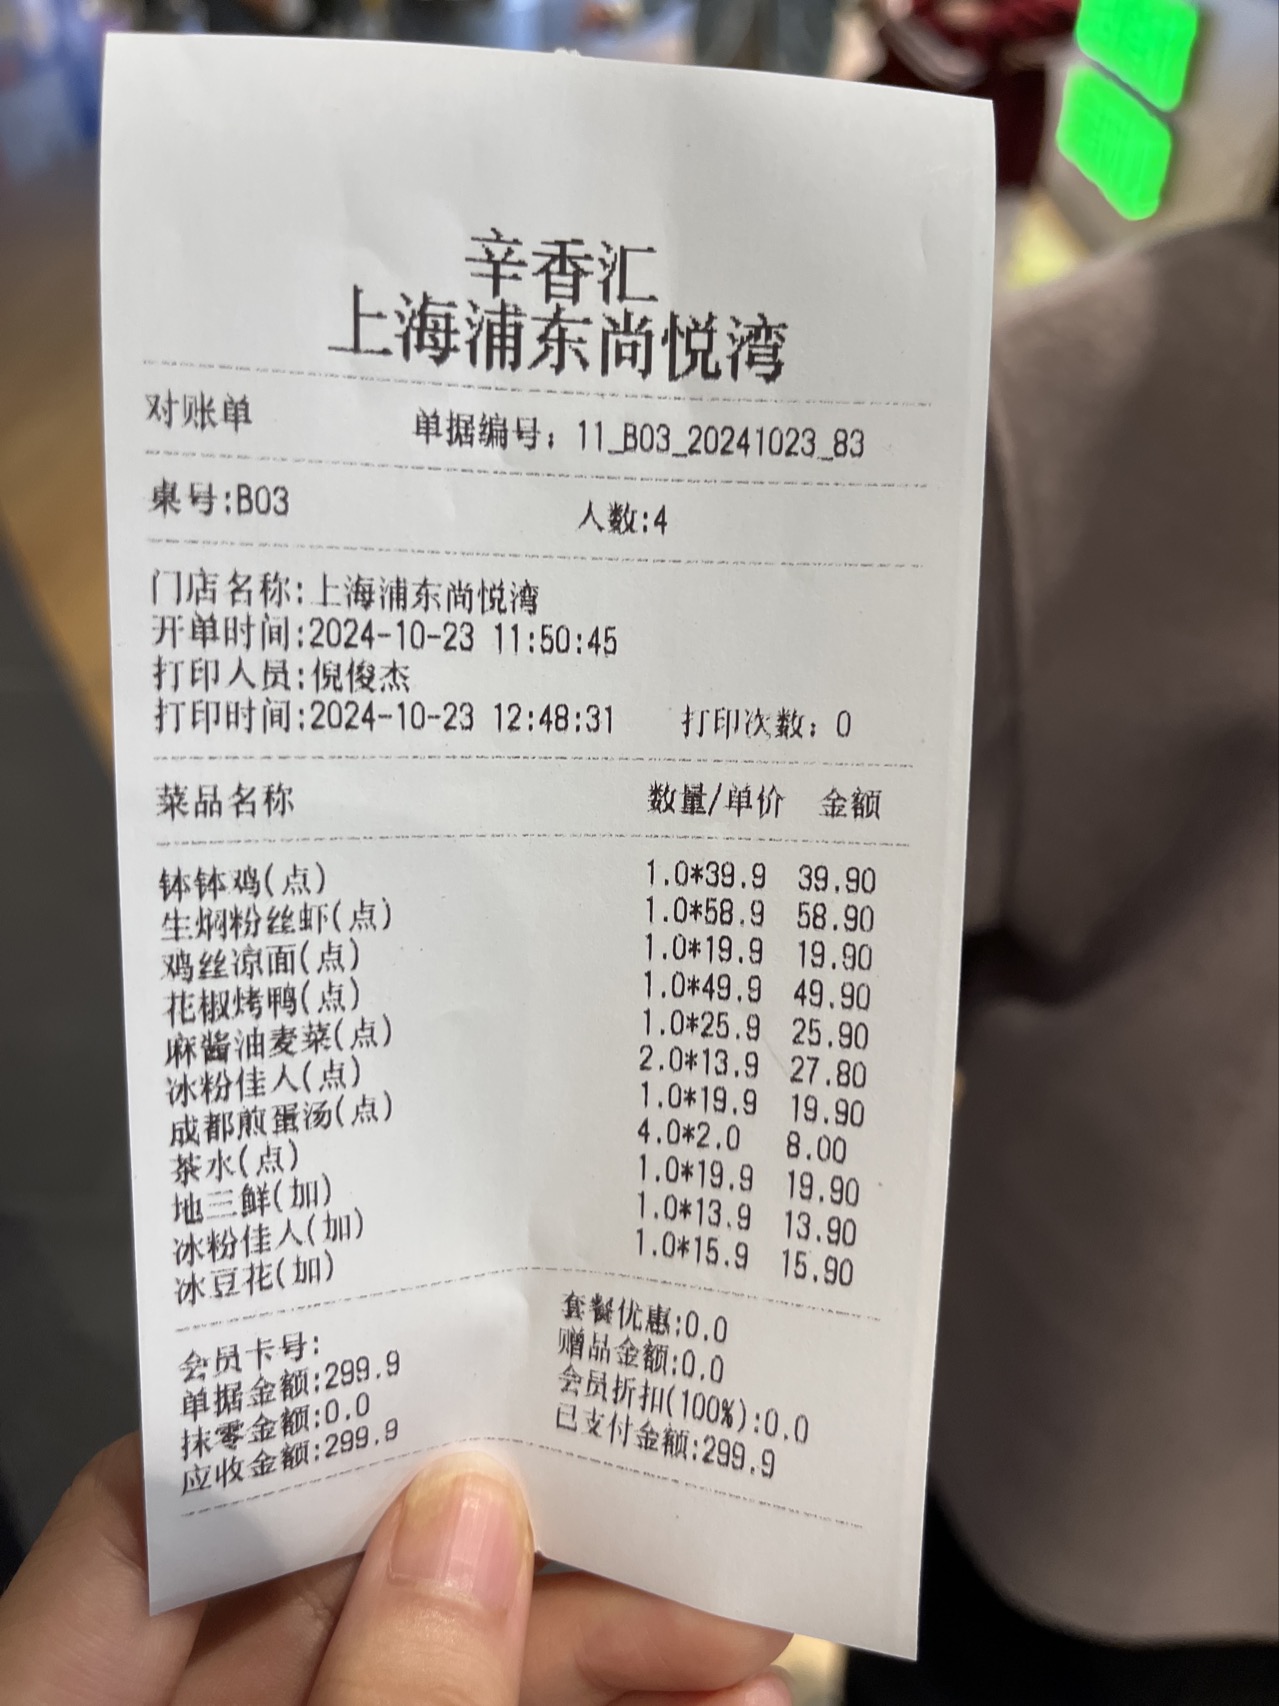 辛香汇
上海浦东尚悦湾
对账单 单据编号：11_B03_20241023_83
桌号:B03 人数:4
门店名称:上海浦东尚悦湾
开单时间:2024-10-23 11:50:45
打印人员:倪俊杰
打印时间:2024-10-23 12:48:31 打印次数：0
菜品名称 数量/单价 金额
钵钵鸡(点) 1.0*39.9 39.90
生焖粉丝虾(点) 1.0*58.9 58.90
鸡丝凉面(点) 1.0*19.9 19.90
花椒烤鸭(点) 1.0*49.9 49.90
麻酱油麦菜(点) 1.0*25.9 25.90
冰粉佳人(点) 2.0*13.9 27.80
成都煎蛋汤(点) 1.0*19.9 19.90
茶水(点) 4.0*2.0 8.00
地三鲜(加) 1.0*19.9 19.90
冰粉佳人(加) 1.0*13.9 13.90
冰豆花(加) 1.0*15.9 15.90
会员卡号: 套餐优惠:0.0
单据金额:299.9 赠品金额:0.0
抹零金额:0.0 会员折扣(100%):0.0
应收金额:299.9 已支付金额:299.9